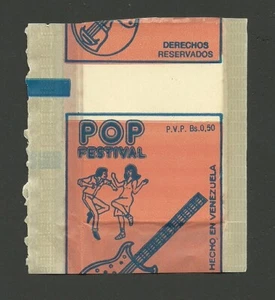 DERECHOS
RESERVADOS
POP
FESTIVAL
P.V.P. Bs.0,50
HECHO EN VENEZUELA